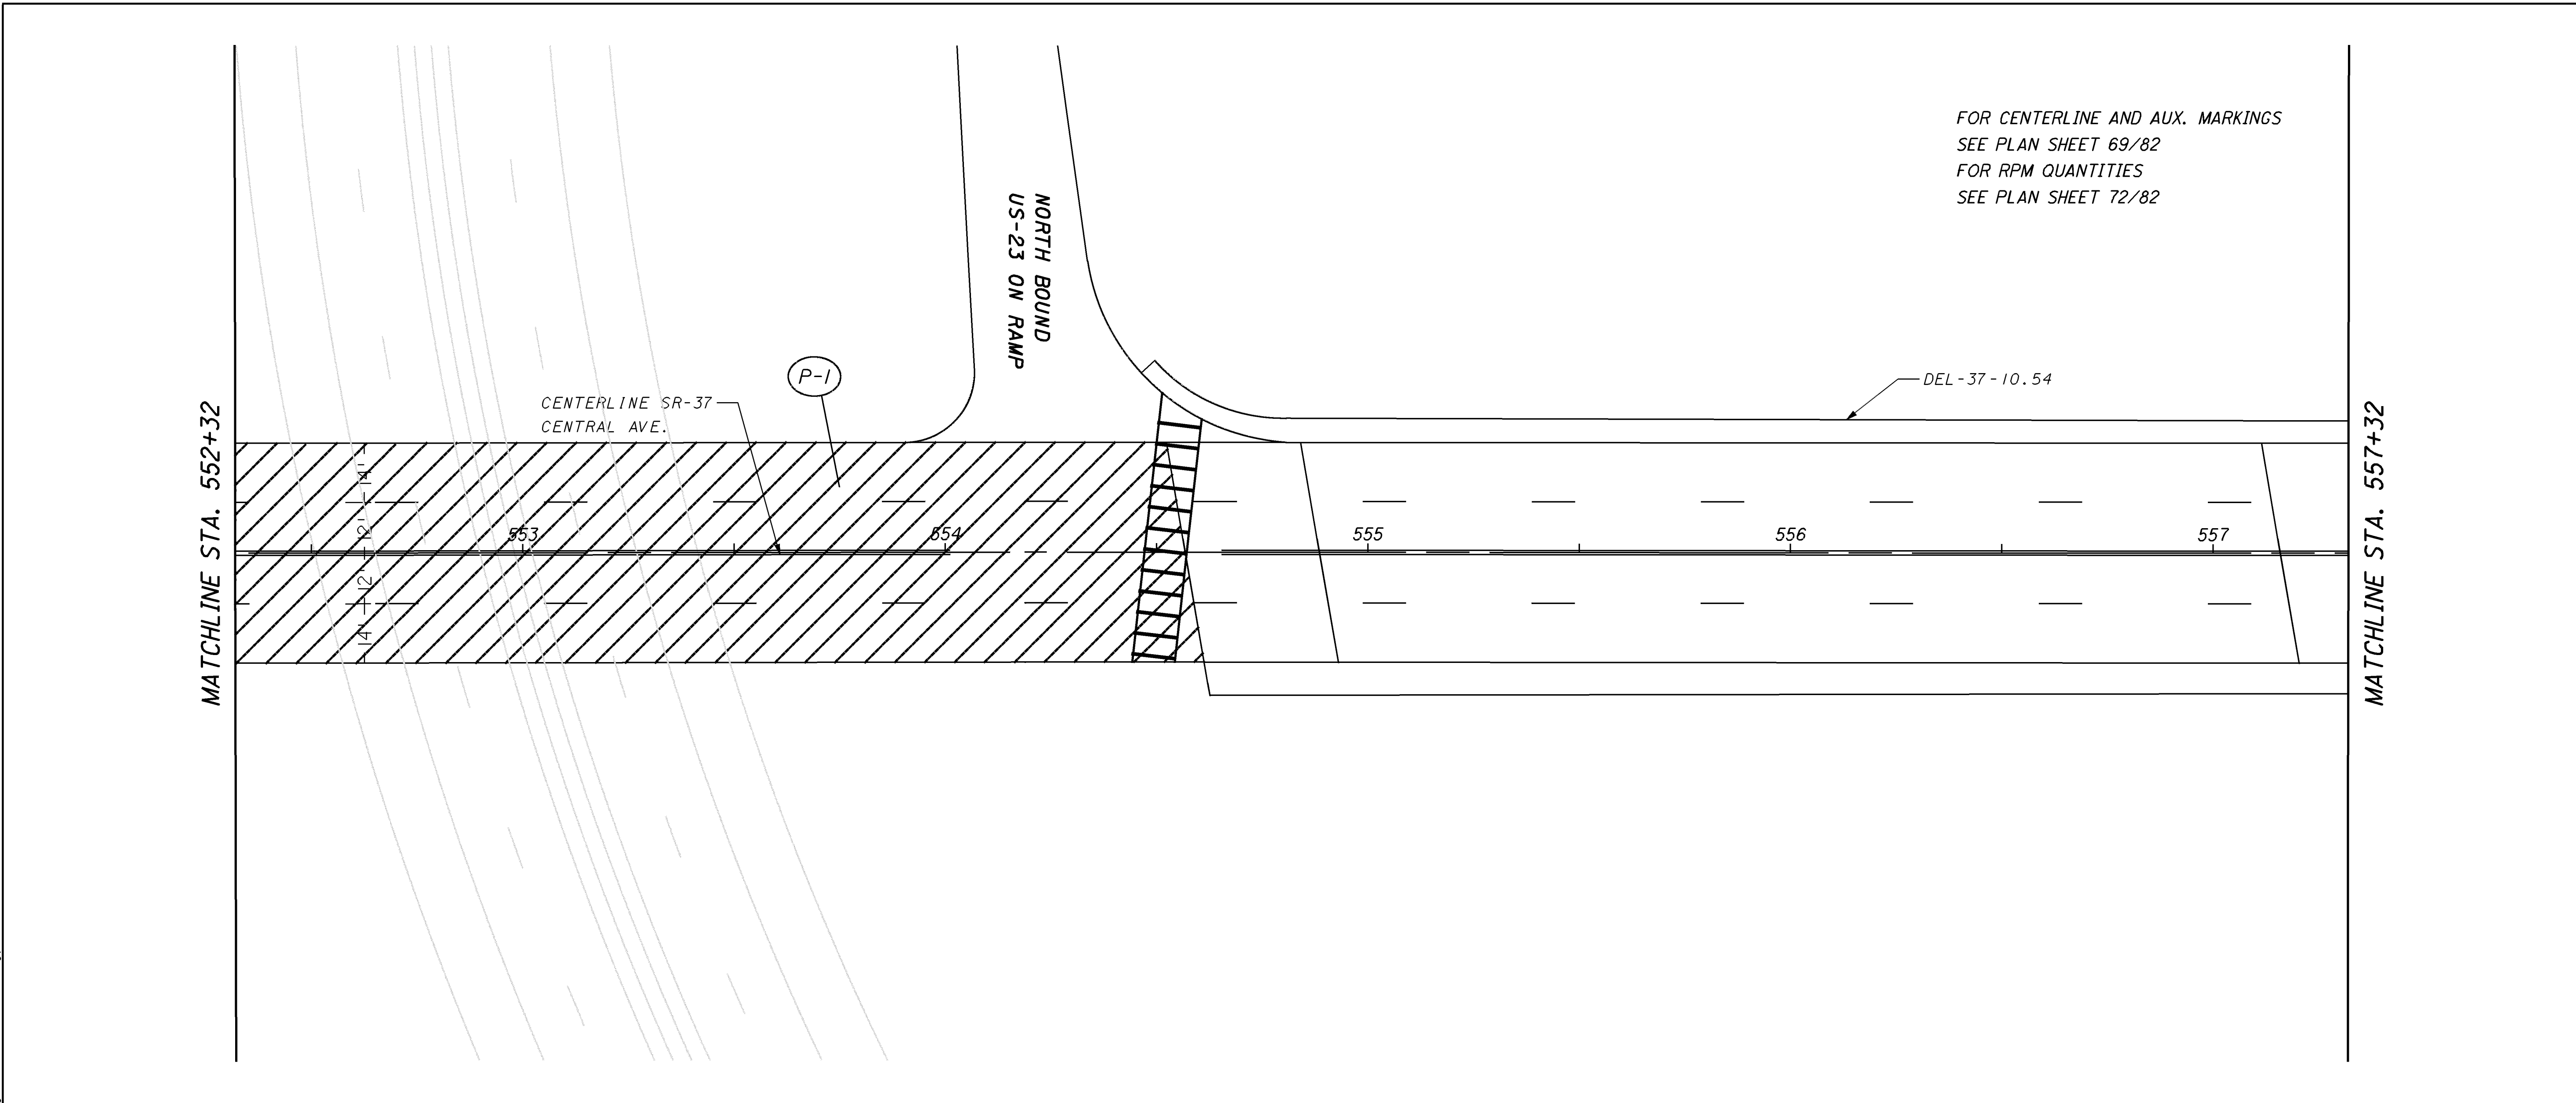 FOR CENTERLINE AND AUX. MARKINGS
SEE PLAN SHEET 69/82
FOR RPM QUANTITIES
SEE PLAN SHEET 72/82
NORTH BOUND
US-23 ON RAMP
P-1
CENTERLINE SR-37
CENTRAL AVE.
DEL-37-10.54
MATCHLINE STA. 552+32
14'
12'
12'
14'
553
554
555
556
557
MATCHLINE STA. 557+32